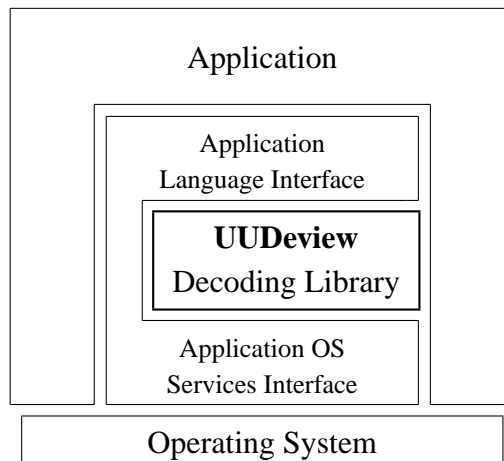 Application
Application
Language Interface
UUDeview
Decoding Library
Application OS
Services Interface
Operating System